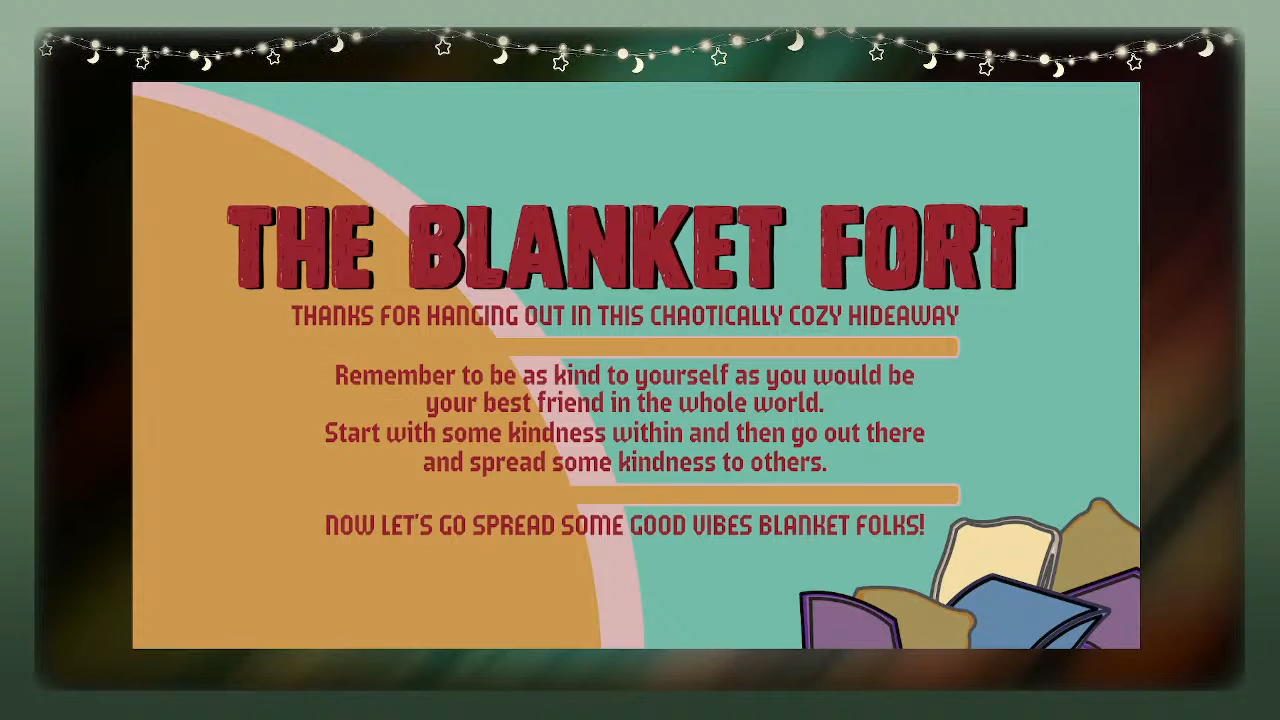 THE BLANKET FORT
THANKS FOR HANGING OUT IN THIS CHAOTICALLY COZY HIDEAWAY
Remember to be as kind to yourself as you would be
your best friend in the whole world.
Start with some kindness within and then go out there
and spread some kindness to others.
NOW LET'S GO SPREAD SOME GOOD VIBES BLANKET FOLKS!